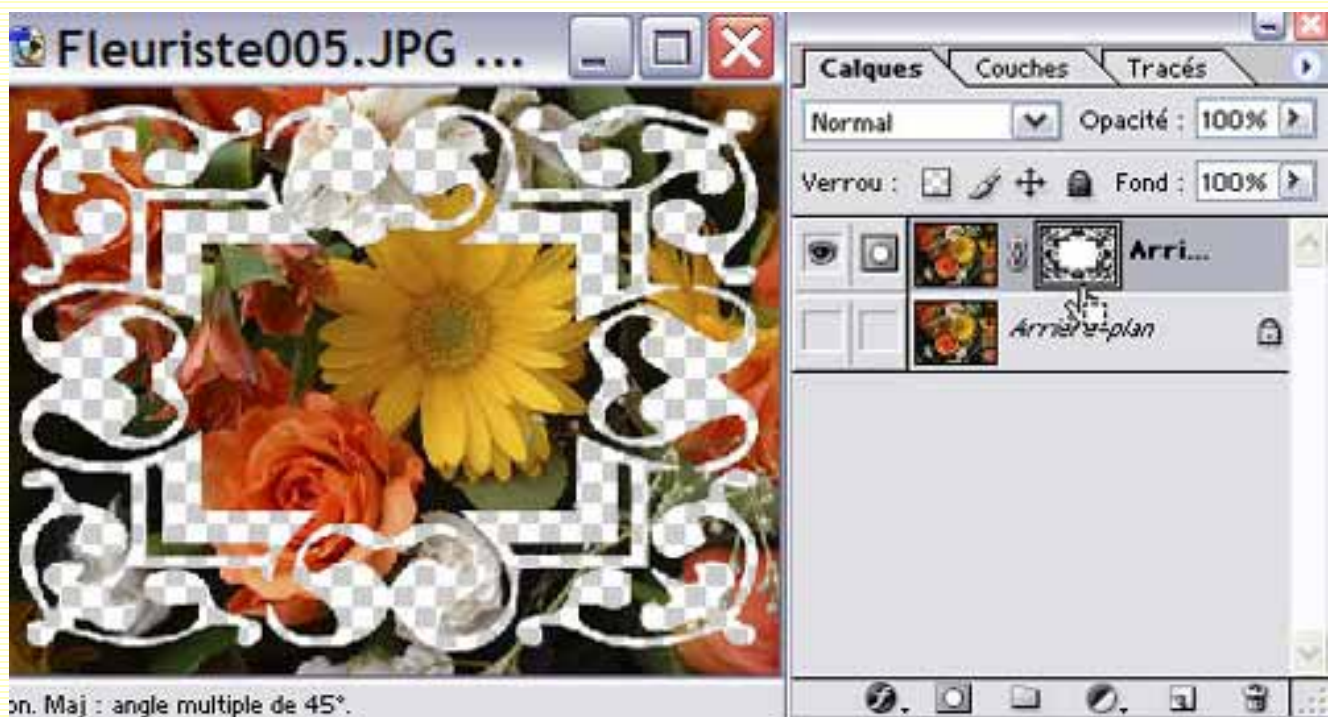 Fleuriste005.JPG ...
Calques Couches Tracés
Normal Opacité : 100%
Verrou : Fond : 100%
Arri...
Arrière-plan
on. Maj : angle multiple de 45°.